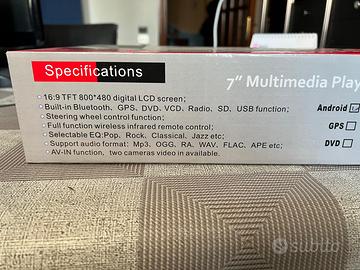 Specifications
7" Multimedia Play
16:9 TFT 800*480 digital LCD screen;
Built-in Bluetooth, GPS, DVD, VCD, Radio, SD, USB function;
Android
Steering wheel control function;
Full function wireless infrared remote control;
GPS
Selectable EQ:Pop, Rock, Classical, Jazz etc;
Support audio format: Mp3, OGG, RA, WAV, FLAC, APE etc;
DVD
AV-IN function, two cameras video in available.
subito